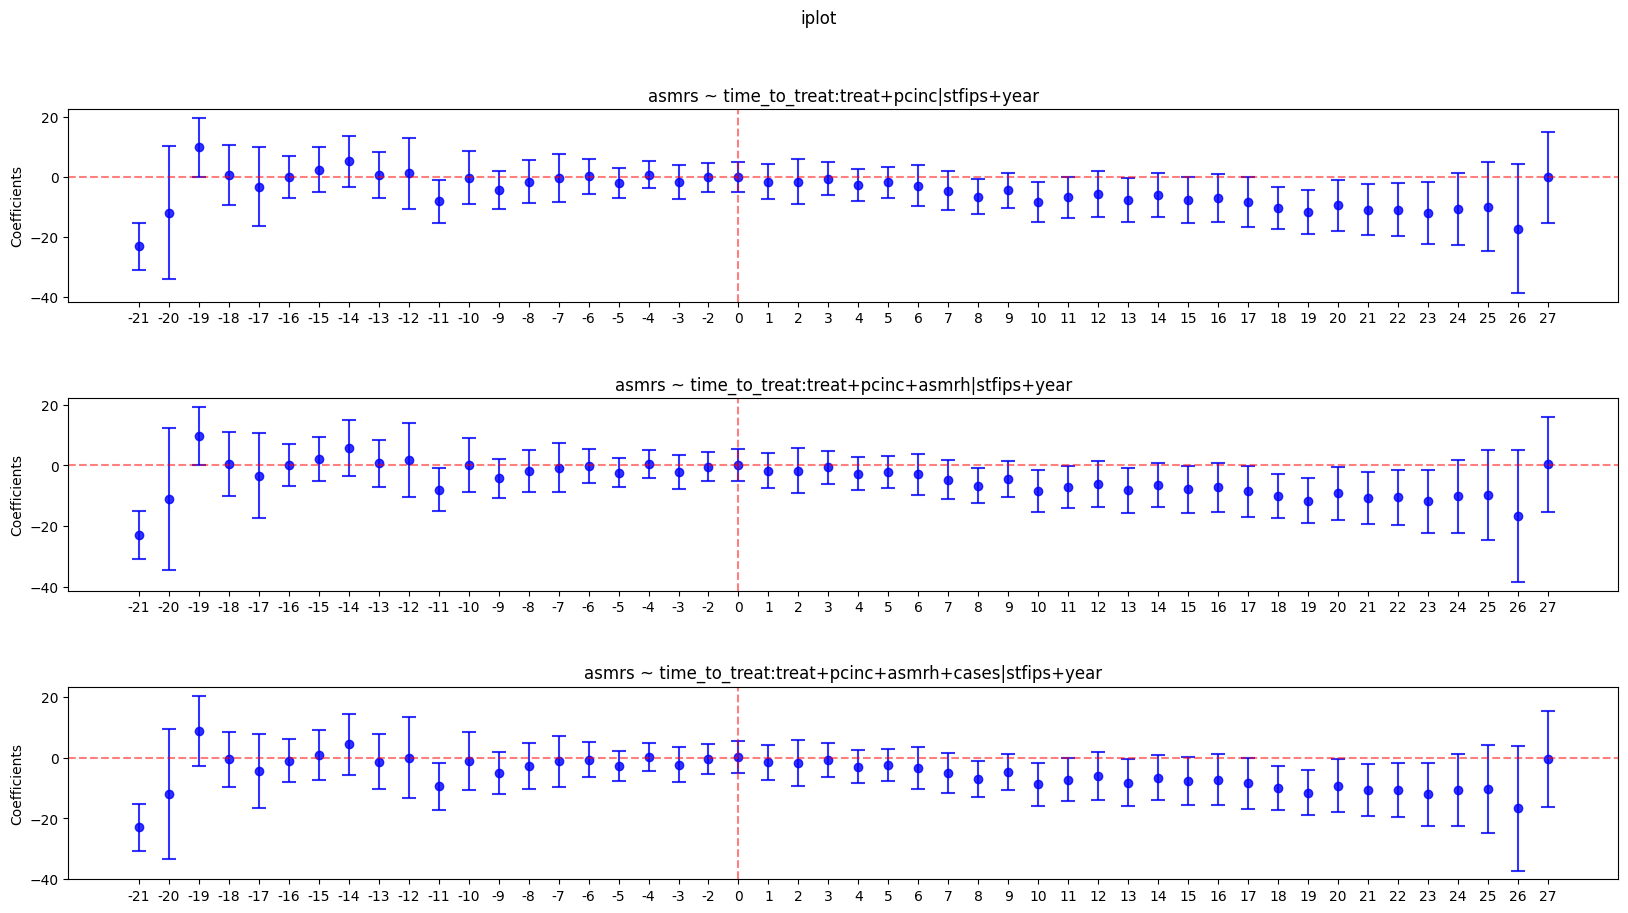 iplot
asmrs ~ time_to_treat:treat+pcinc|stfips+year
Coefficients
20
0
−20
−40
-21 -20 -19 -18 -17 -16 -15 -14 -13 -12 -11 -10 -9 -8 -7 -6 -5 -4 -3 -2 0 1 2 3 4 5 6 7 8 9 10 11 12 13 14 15 16 17 18 19 20 21 22 23 24 25 26 27
asmrs ~ time_to_treat:treat+pcinc+asmrh|stfips+year
Coefficients
20
0
−20
−40
-21 -20 -19 -18 -17 -16 -15 -14 -13 -12 -11 -10 -9 -8 -7 -6 -5 -4 -3 -2 0 1 2 3 4 5 6 7 8 9 10 11 12 13 14 15 16 17 18 19 20 21 22 23 24 25 26 27
asmrs ~ time_to_treat:treat+pcinc+asmrh+cases|stfips+year
Coefficients
20
0
−20
−40
-21 -20 -19 -18 -17 -16 -15 -14 -13 -12 -11 -10 -9 -8 -7 -6 -5 -4 -3 -2 0 1 2 3 4 5 6 7 8 9 10 11 12 13 14 15 16 17 18 19 20 21 22 23 24 25 26 27